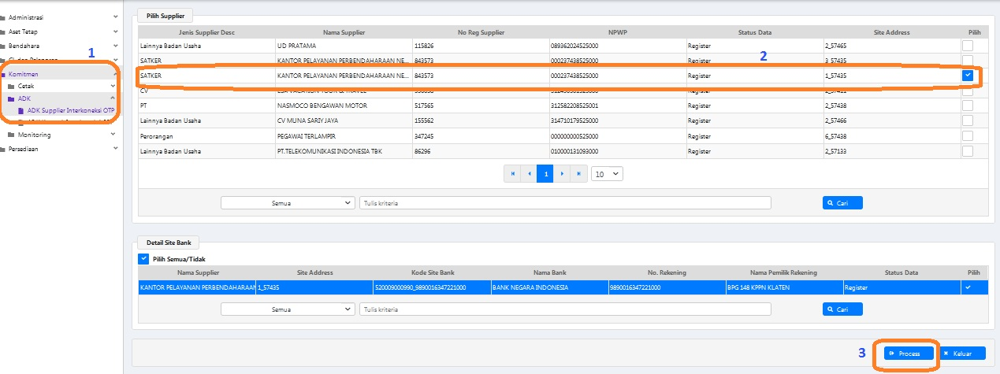 Administrasi
Aset Tetap
Bendahara
1
Komitmen
Cetak
ADK
ADK Supplier Interkoneksi OTP
Monitoring
Persediaan
Pilih Supplier
Jenis Supplier Desc Nama Supplier No Reg Supplier NPWP Status Data Site Address Pilih
Lainnya Badan Usaha UD PRATAMA 115826 089362024525000 Register 2_57465
SATKER KANTOR PELAYANAN PERBENDAHARAAN NE... 843573 000237438525000 Register 3_57435
2
SATKER KANTOR PELAYANAN PERBENDAHARAAN NE... 843573 000237438525000 Register 1_57435
CV
PT NASMOCO BENGAWAN MOTOR 517565 312582208525001 Register 2_57438
Lainnya Badan Usaha CV MUNA SARIY JAYA 155562 314710179525000 Register 2_57466
Perorangan PEGAWAI TERLAMPIR 347245 000000000525000 Register 6_57438
Lainnya Badan Usaha PT.TELEKOMUNIKASI INDONESIA TBK 86296 010000131093000 Register 2_57133
1 10
Semua Tulis kriteria Cari
Detail Site Bank
Pilih Semua/Tidak
Nama Supplier Site Address Kode Site Bank Nama Bank No. Rekening Nama Pemilik Rekening Status Data Pilih
KANTOR PELAYANAN PERBENDAHARAAN 1_57435 520009000990_9890016347221000 BANK NEGARA INDONESIA 9890016347221000 BPG 148 KPPN KLATEN Register
Semua Tulis kriteria Cari
3 Process Keluar